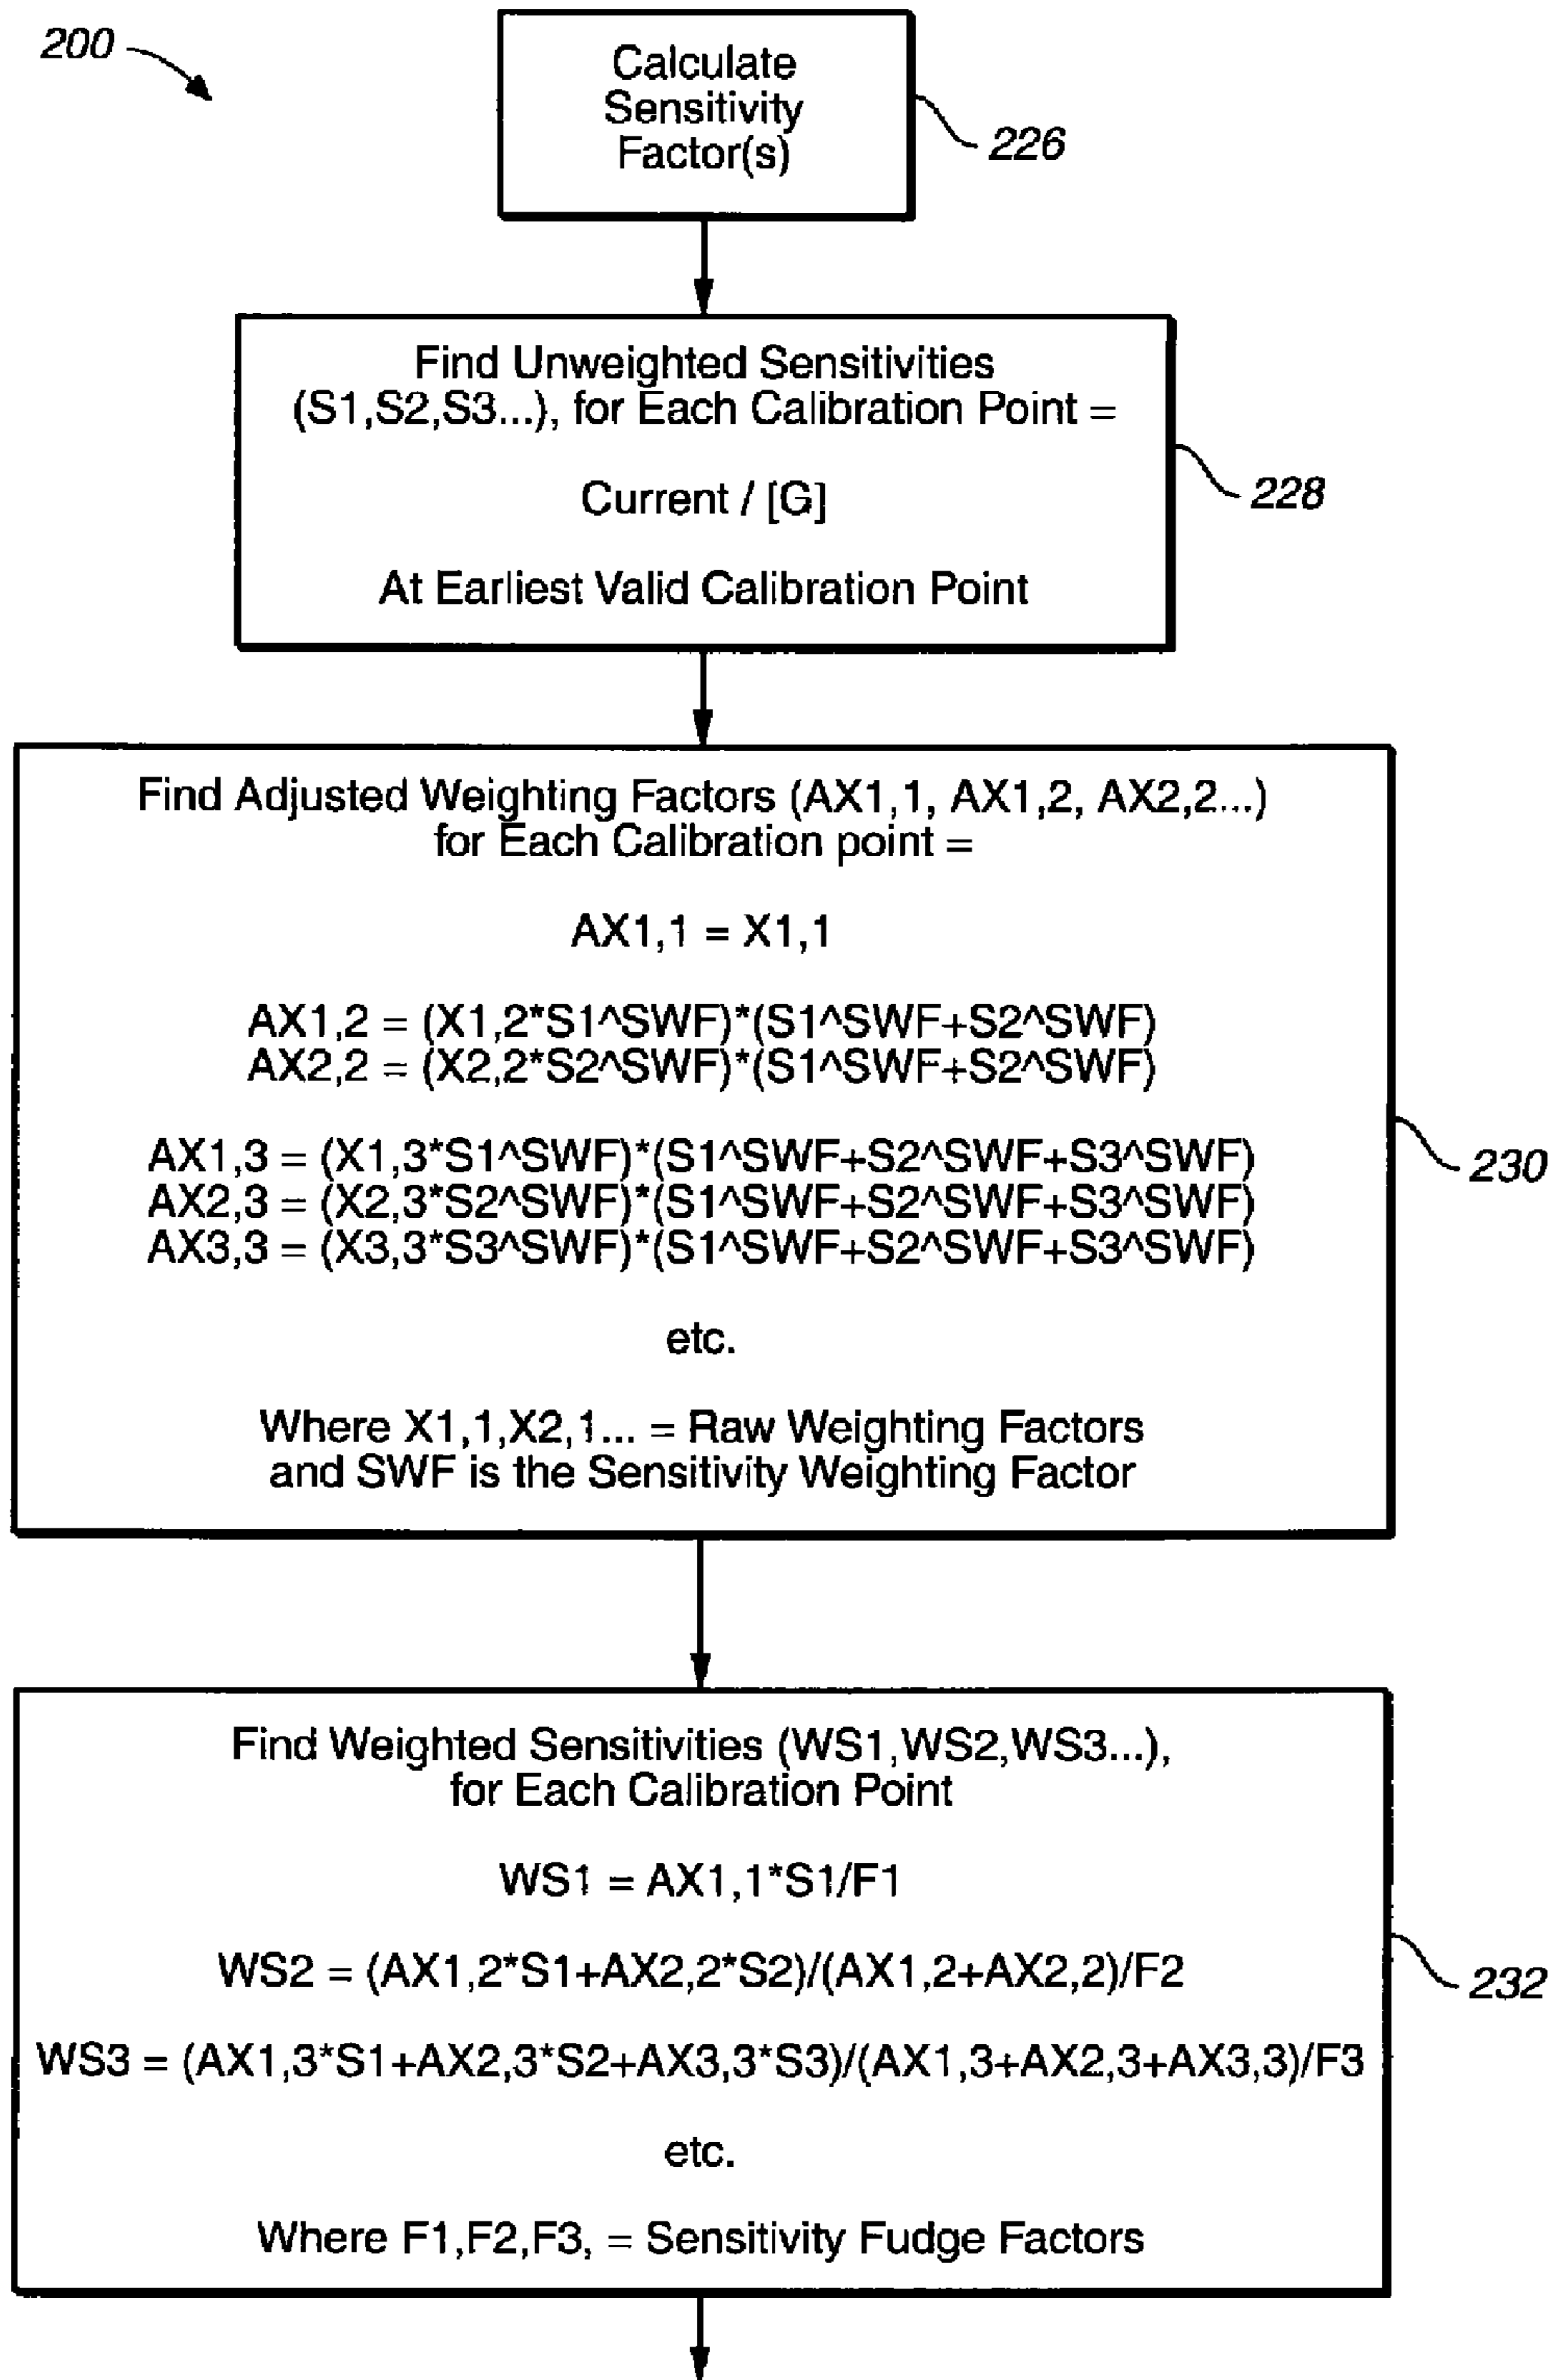 200
Calculate
Sensitivity
Factor(s)
226
Find Unweighted Sensitivities
(S1,S2,S3...), for Each Calibration Point =
Current / [G]
At Earliest Valid Calibration Point
228
Find Adjusted Weighting Factors (AX1,1, AX1,2, AX2,2...)
for Each Calibration point =
AX1,1 = X1,1
AX1,2 = (X1,2*S1^SWF)*(S1^SWF+S2^SWF)
AX2,2 = (X2,2*S2^SWF)*(S1^SWF+S2^SWF)
AX1,3 = (X1,3*S1^SWF)*(S1^SWF+S2^SWF+S3^SWF)
AX2,3 = (X2,3*S2^SWF)*(S1^SWF+S2^SWF+S3^SWF)
AX3,3 = (X3,3*S3^SWF)*(S1^SWF+S2^SWF+S3^SWF)
etc.
Where X1,1,X2,1... = Raw Weighting Factors
and SWF is the Sensitivity Weighting Factor
230
Find Weighted Sensitivities (WS1,WS2,WS3...),
for Each Calibration Point
WS1 = AX1,1*S1/F1
WS2 = (AX1,2*S1+AX2,2*S2)/(AX1,2+AX2,2)/F2
WS3 = (AX1,3*S1+AX2,3*S2+AX3,3*S3)/(AX1,3+AX2,3+AX3,3)/F3
etc.
Where F1,F2,F3, = Sensitivity Fudge Factors
232